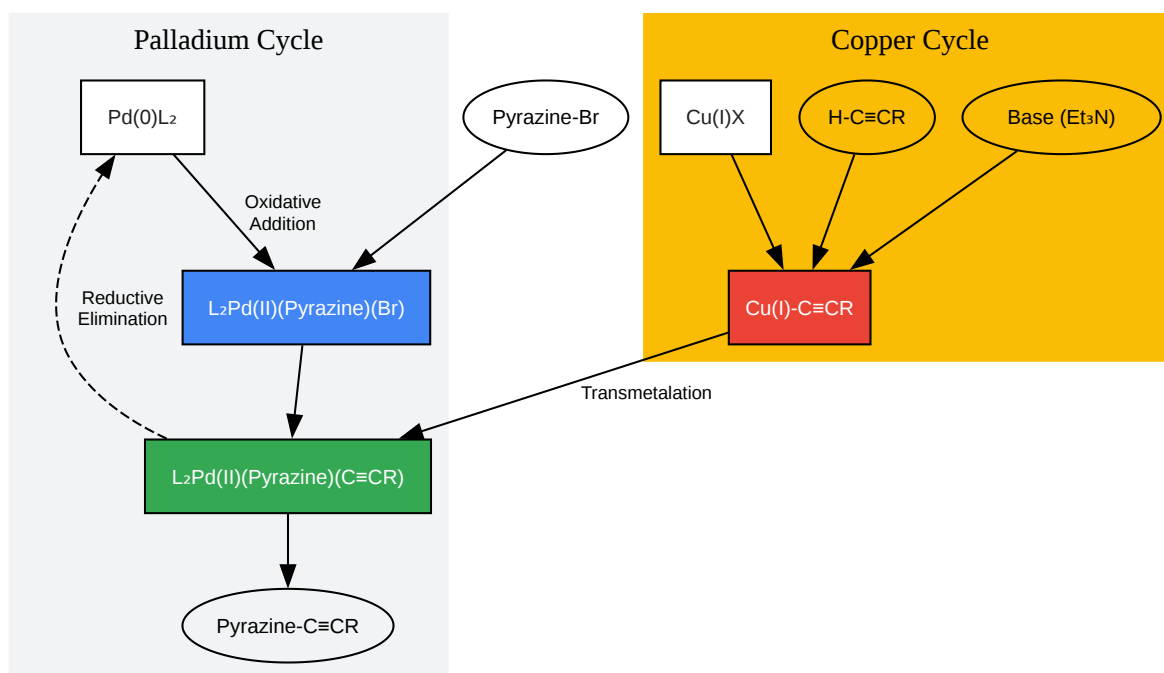 Palladium Cycle
Copper Cycle
Pd(0)L₂
Pyrazine-Br
Cu(I)X
H-C≡CR
Base (Et₃N)
Oxidative
Addition
L₂Pd(II)(Pyrazine)(Br)
Cu(I)-C≡CR
Reductive
Elimination
Transmetalation
L₂Pd(II)(Pyrazine)(C≡CR)
Pyrazine-C≡CR